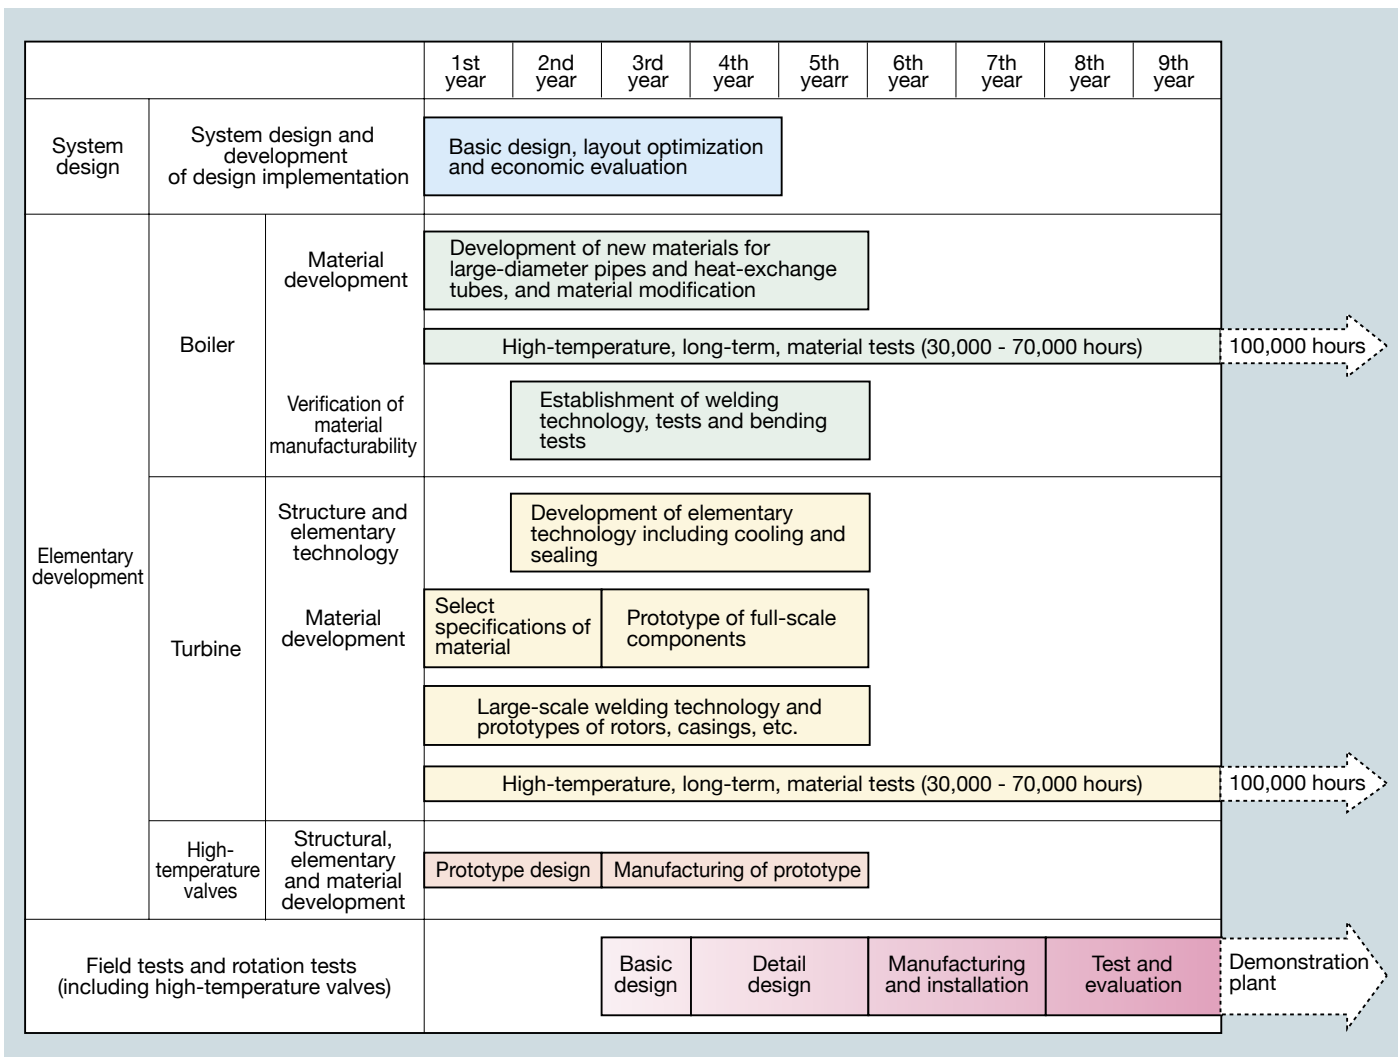 1st
year
2nd
year
3rd
year
4th
year
5th
yearr
6th
year
7th
year
8th
year
9th
year
System
design
System design and
development
of design implementation
Basic design, layout optimization
and economic evaluation
Elementary
development
Boiler
Material
development
Development of new materials for
large-diameter pipes and heat-exchange
tubes, and material modification
High-temperature, long-term, material tests (30,000 - 70,000 hours)
100,000 hours
Verification of
material
manufacturability
Establishment of welding
technology, tests and bending
tests
Turbine
Structure and
elementary
technology
Development of elementary
technology including cooling and
sealing
Material
development
Select
specifications of
material
Prototype of full-scale
components
Large-scale welding technology and
prototypes of rotors, casings, etc.
High-temperature, long-term, material tests (30,000 - 70,000 hours)
100,000 hours
High-
temperature
valves
Structural,
elementary
and material
development
Prototype design
Manufacturing of prototype
Field tests and rotation tests
(including high-temperature valves)
Basic
design
Detail
design
Manufacturing
and installation
Test and
evaluation
Demonstration
plant